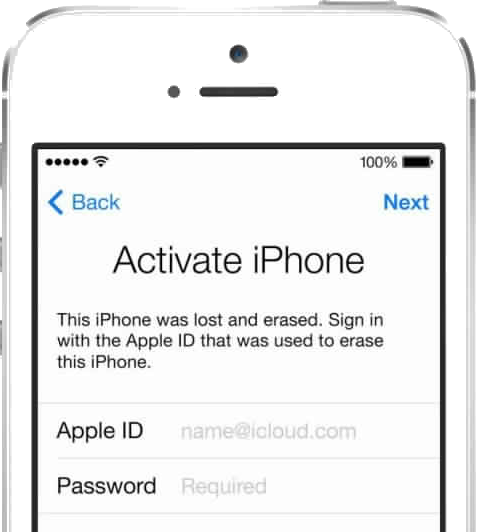 100%
Back Next
Activate iPhone
This iPhone was lost and erased. Sign in
with the Apple ID that was used to erase
this iPhone.
Apple ID name@icloud.com
Password Required